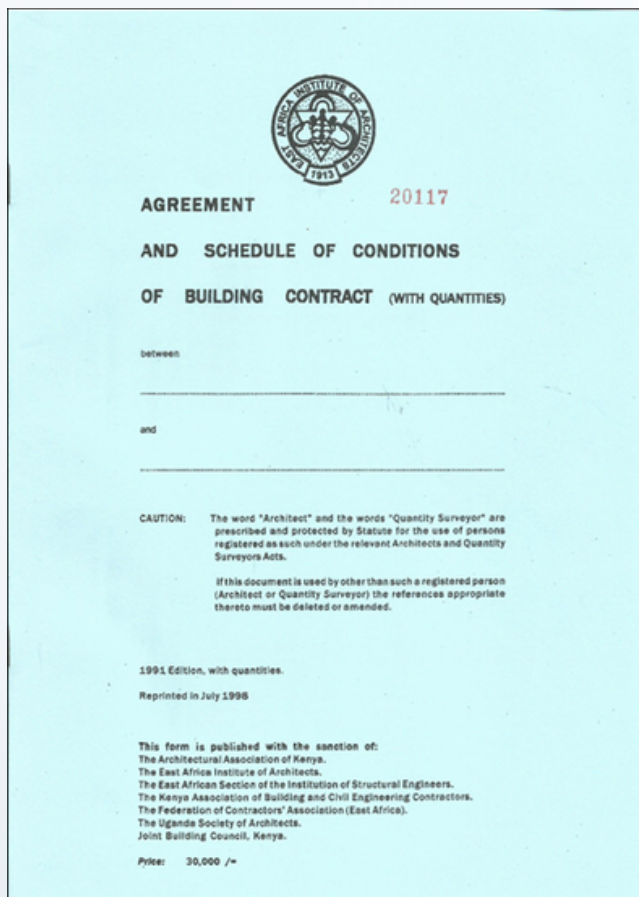 EAST AFRICA INSTITUTE OF ARCHITECTS
1913
AGREEMENT 20117
AND SCHEDULE OF CONDITIONS
OF BUILDING CONTRACT (WITH QUANTITIES)
between
and
CAUTION: The word "Architect" and the words "Quantity Surveyor" are
prescribed and protected by Statute for the use of persons
registered as such under the relevant Architects and Quantity
Surveyors Acts.
If this document is used by other than such a registered person
(Architect or Quantity Surveyor) the references appropriate
thereto must be deleted or amended.
1991 Edition, with quantities.
Reprinted in July 1998
This form is published with the sanction of:
The Architectural Association of Kenya.
The East Africa Institute of Architects.
The East African Section of the Institution of Structural Engineers.
The Kenya Association of Building and Civil Engineering Contractors.
The Federation of Contractors' Association (East Africa).
The Uganda Society of Architects.
Joint Building Council, Kenya.
Price: 30,000 /=